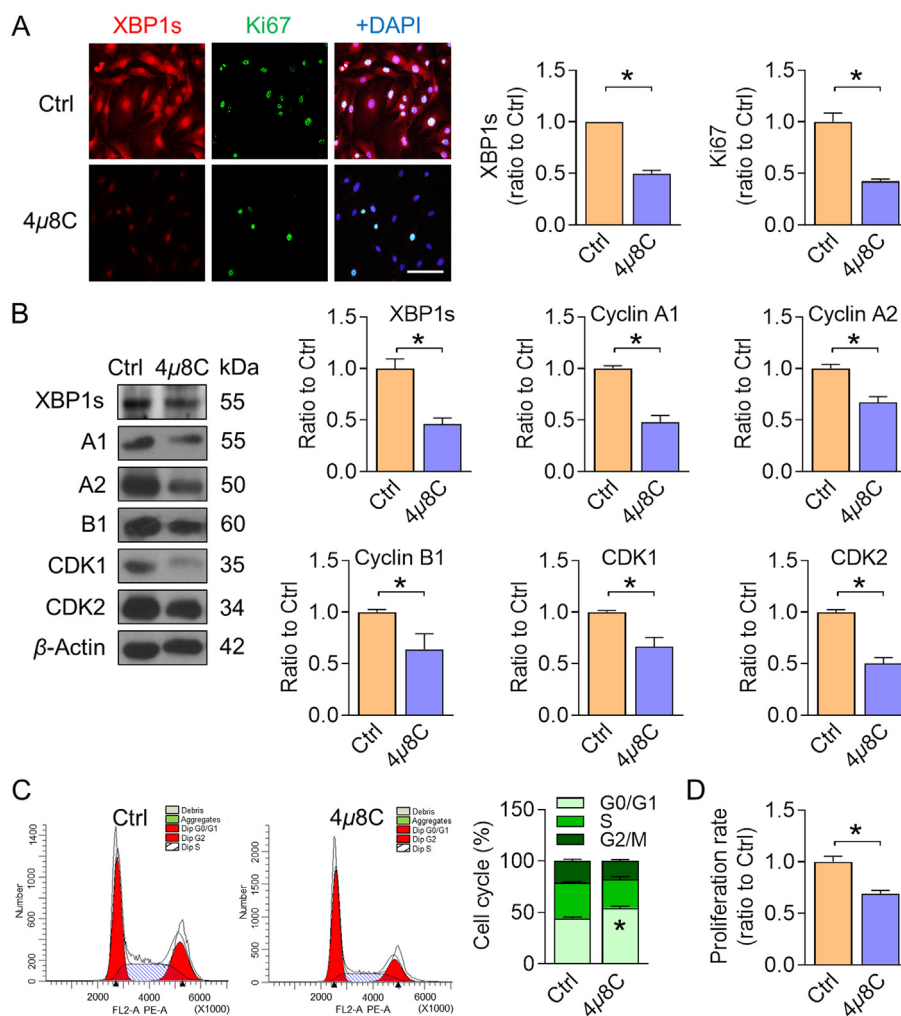 A
XBP1s
Ki67
+DAPI
Ctrl
4µ8C
XBP1s
(ratio to Ctrl)
1.5
1.0
0.5
0.0
*
Ctrl
4µ8C
Ki67
(ratio to Ctrl)
1.5
1.0
0.5
0.0
*
Ctrl
4µ8C
B
Ctrl 4µ8C kDa
XBP1s 55
A1 55
A2 50
B1 60
CDK1 35
CDK2 34
β-Actin 42
XBP1s
Ratio to Ctrl
1.5
1.0
0.5
0.0
*
Ctrl
4µ8C
Cyclin A1
Ratio to Ctrl
1.5
1.0
0.5
0.0
*
Ctrl
4µ8C
Cyclin A2
Ratio to Ctrl
1.5
1.0
0.5
0.0
*
Ctrl
4µ8C
Cyclin B1
Ratio to Ctrl
1.5
1.0
0.5
0.0
*
Ctrl
4µ8C
CDK1
Ratio to Ctrl
1.5
1.0
0.5
0.0
*
Ctrl
4µ8C
CDK2
Ratio to Ctrl
1.5
1.0
0.5
0.0
*
Ctrl
4µ8C
C
Ctrl
Debris
Aggregates
Dip G0/G1
Dip G2
Dip S
Number
1400
1000
800
600
400
200
0
2000 4000 6000
FL2-A PE-A (X1000)
4µ8C
Debris
Aggregates
Dip G0/G1
Dip G2
Dip S
Number
2000
1500
1000
500
0
2000 4000 6000
FL2-A PE-A (X1000)
Cell cycle (%)
150
100
50
0
G0/G1
S
G2/M
*
Ctrl
4µ8C
D
Proliferation rate
(ratio to Ctrl)
1.5
1.0
0.5
0.0
*
Ctrl
4µ8C